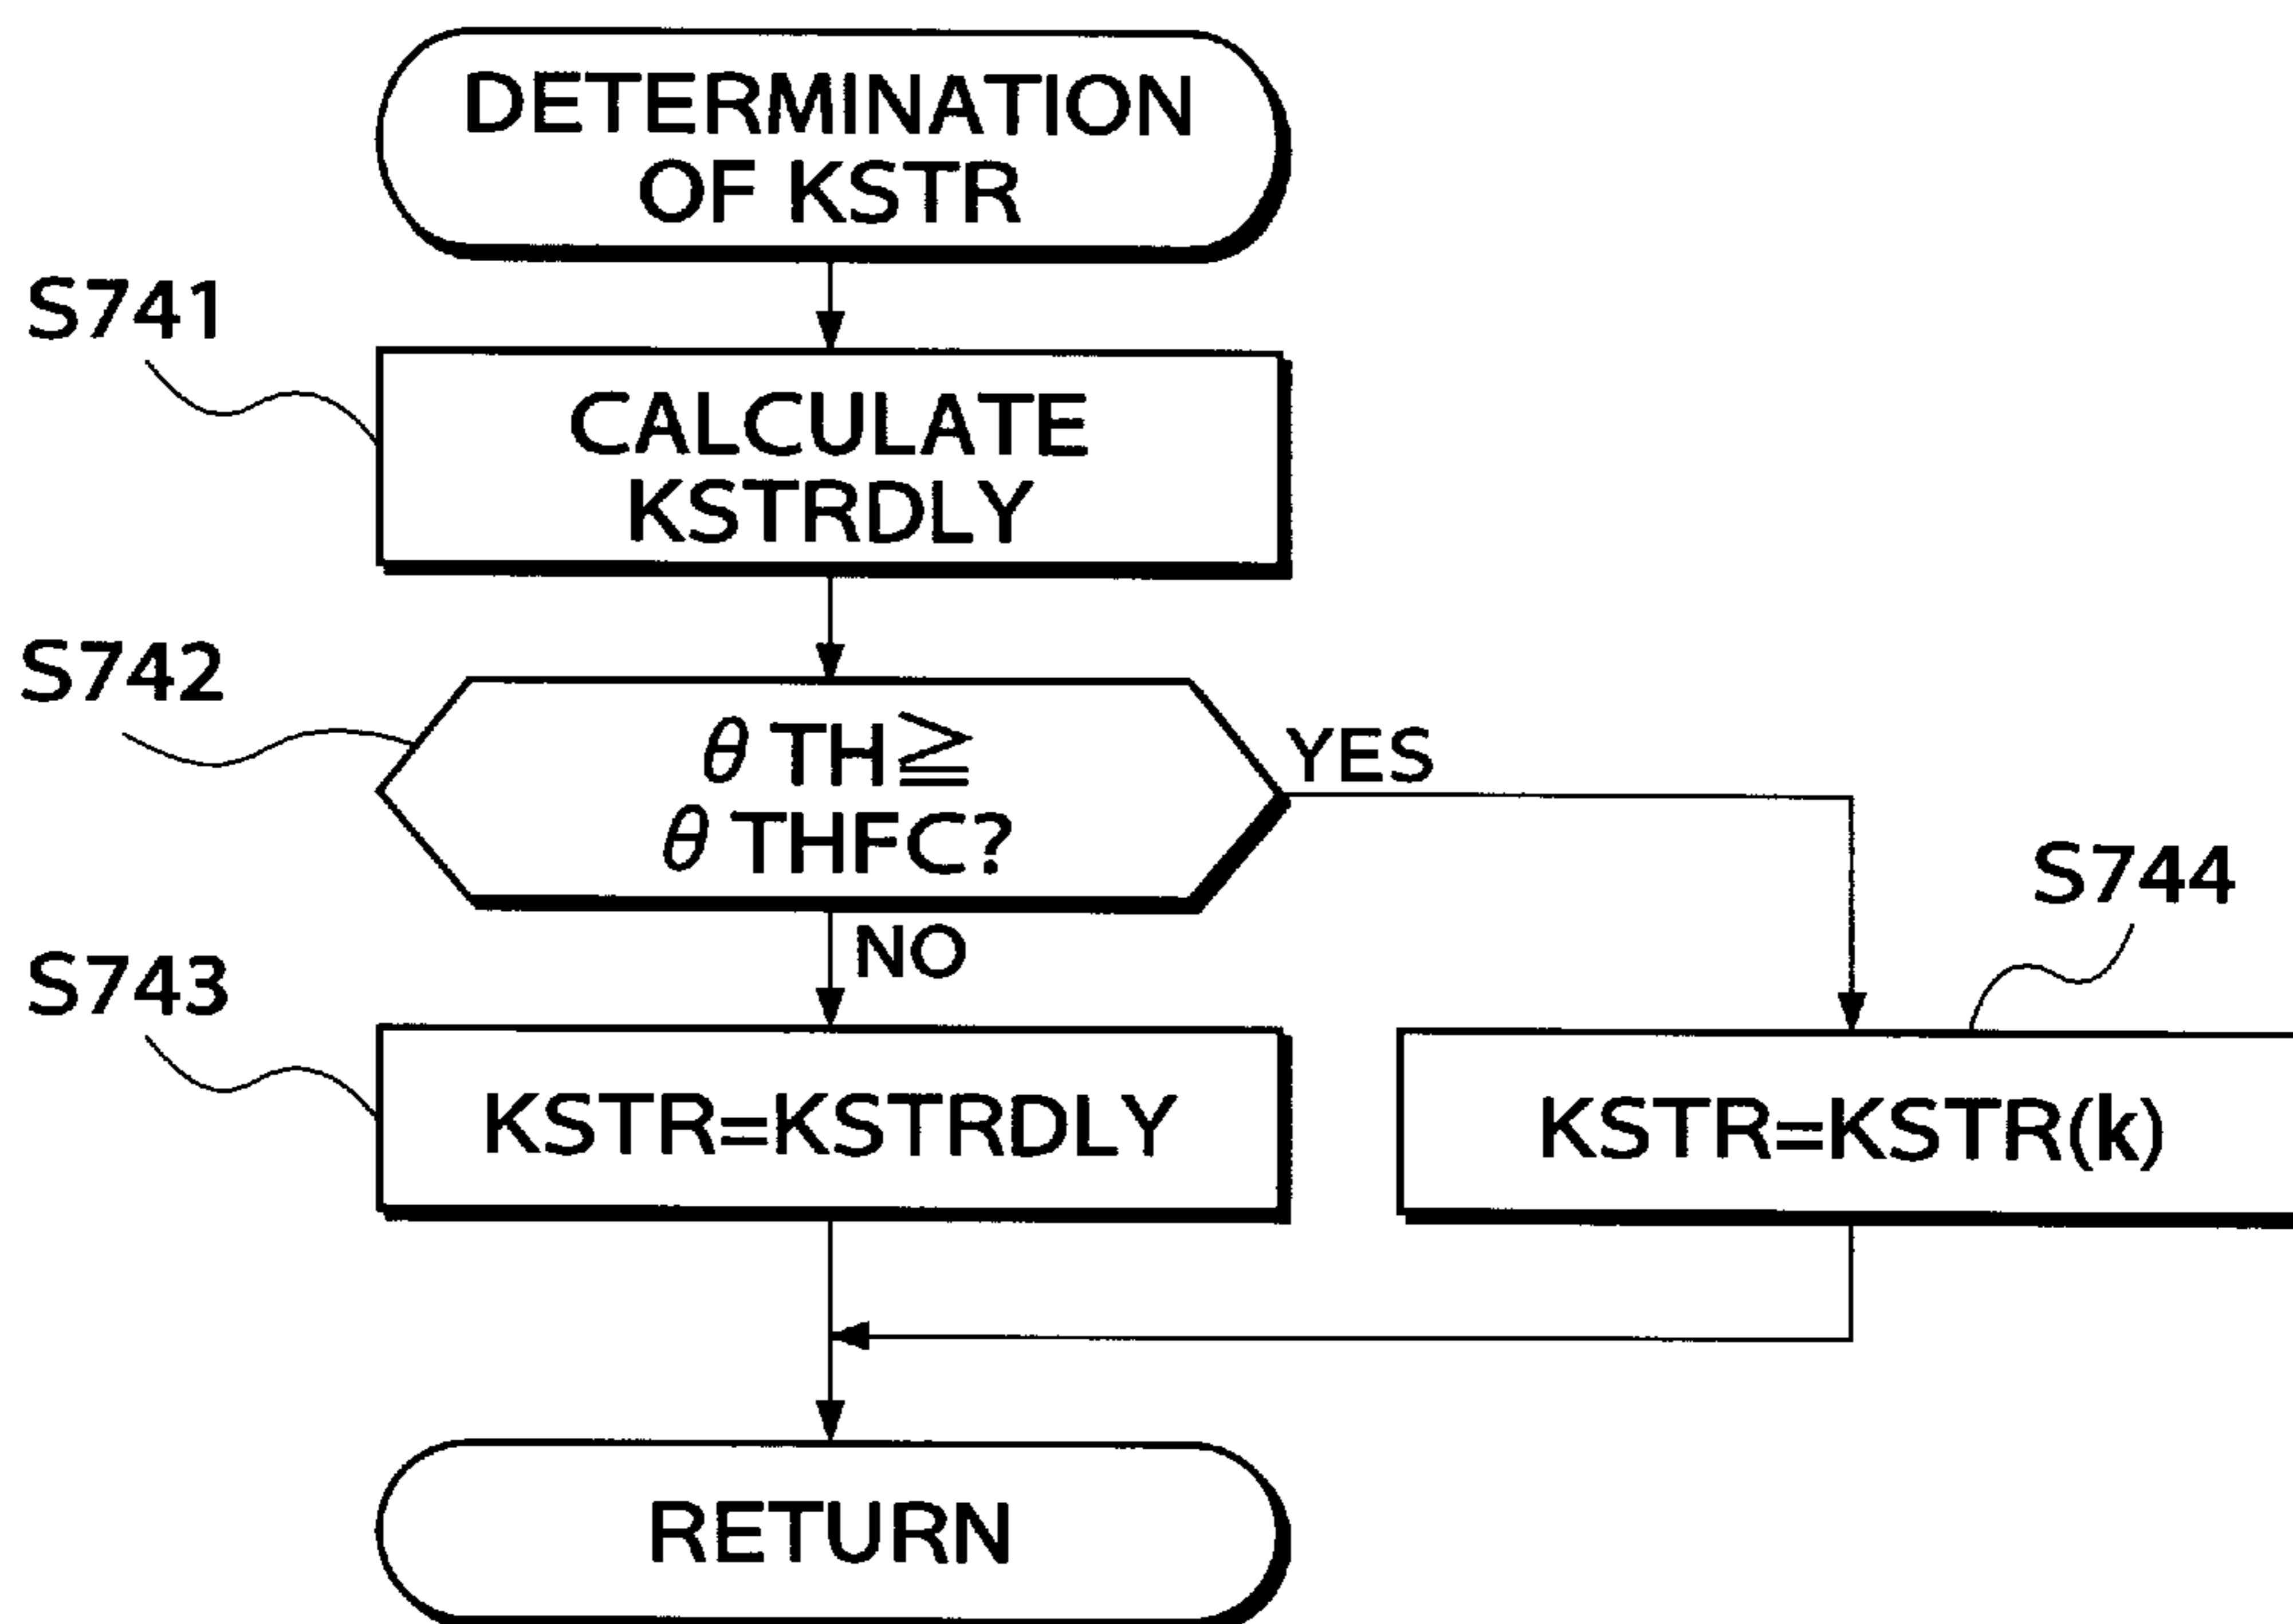 DETERMINATION
OF KSTR
S741
CALCULATE
KSTRDLY
S742
θ TH≧
θ THFC?
YES
NO
S743
KSTR=KSTRDLY
S744
KSTR=KSTR(k)
RETURN